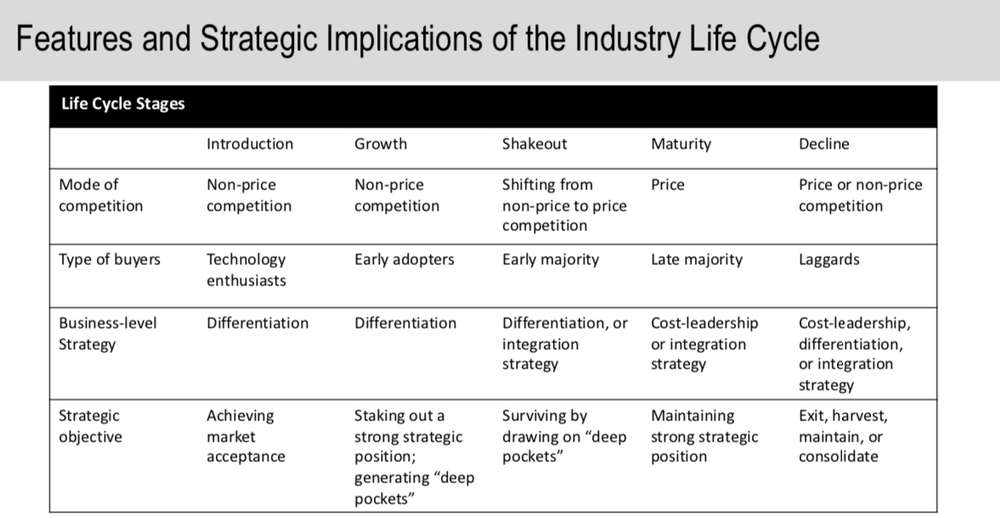 Features and Strategic Implications of the Industry Life Cycle
Life Cycle Stages
Introduction Growth Shakeout Maturity Decline
Mode of competition
Non-price competition
Non-price competition
Shifting from non-price to price competition
Price
Price or non-price competition
Type of buyers
Technology enthusiasts
Early adopters
Early majority
Late majority
Laggards
Business-level Strategy
Differentiation
Differentiation
Differentiation, or integration strategy
Cost-leadership or integration strategy
Cost-leadership, differentiation, or integration strategy
Strategic objective
Achieving market acceptance
Staking out a strong strategic position; generating “deep pockets”
Surviving by drawing on “deep pockets”
Maintaining strong strategic position
Exit, harvest, maintain, or consolidate